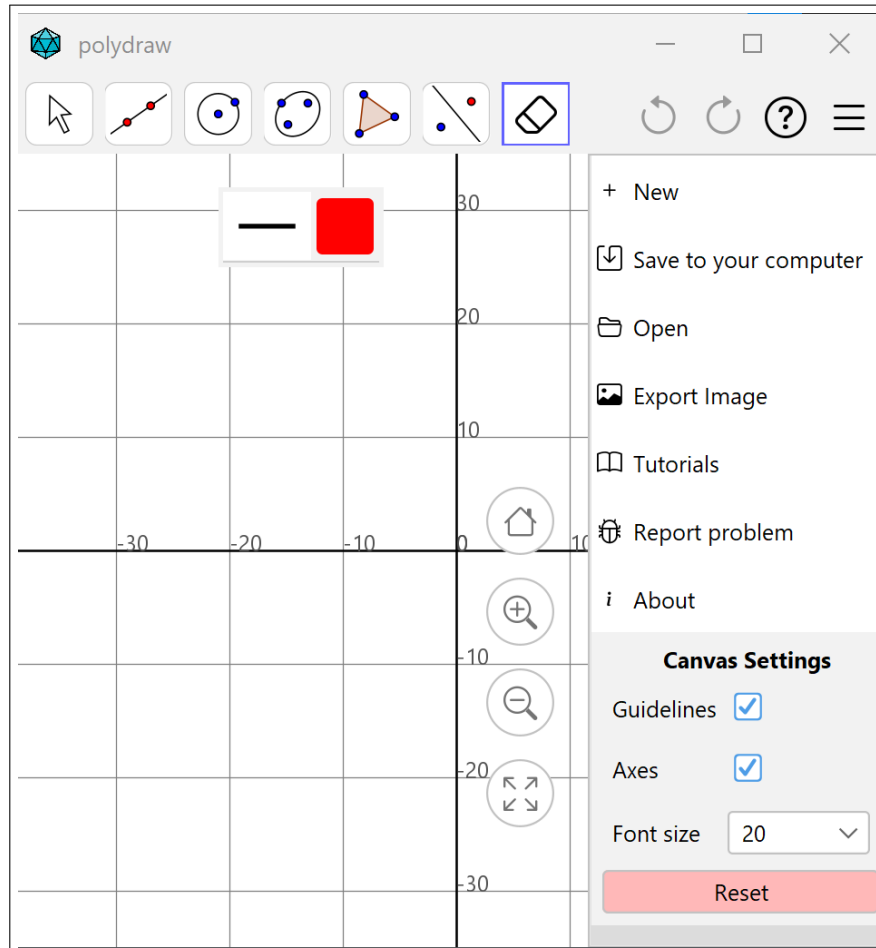 polydraw
?
30
+ New
Save to your computer
20
Open
Export Image
10
Tutorials
-30 -20 -10 0 10
Report problem
i About
-10
Canvas Settings
Guidelines
Axes
-20
Font size 20
-30
Reset